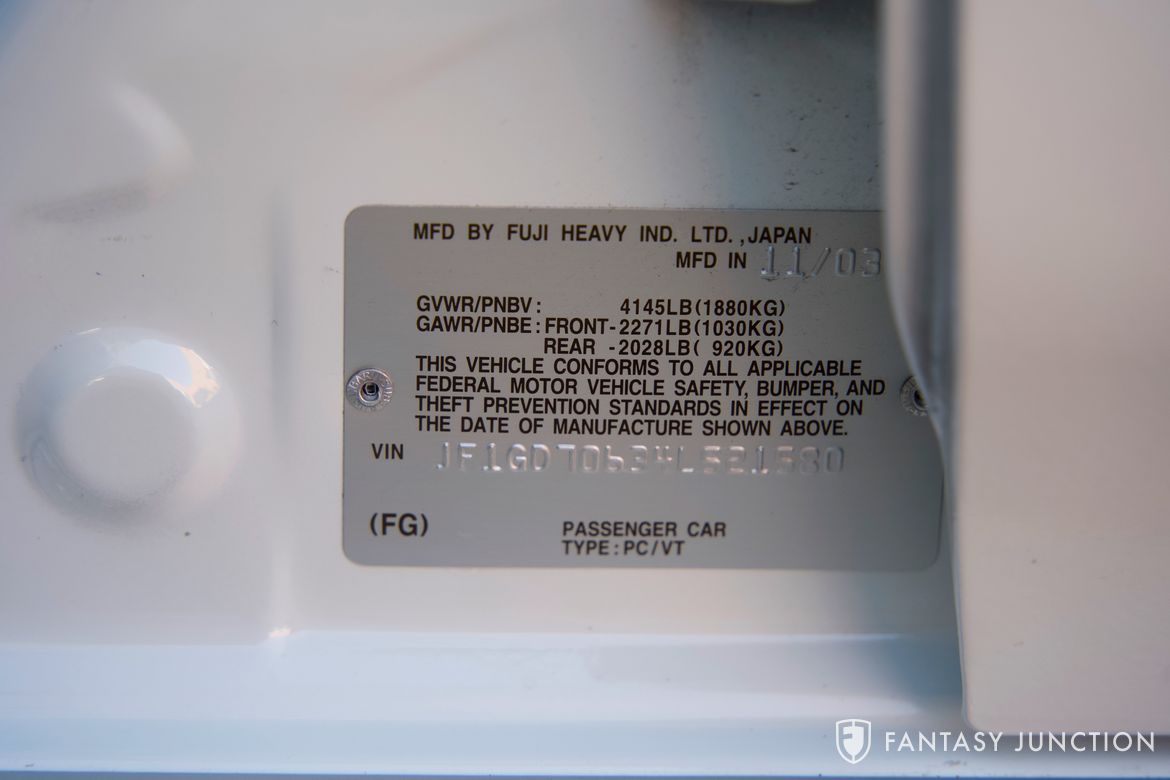 MFD BY FUJI HEAVY IND. LTD.,JAPAN
MFD IN 11/03
GVWR/PNBV: 4145LB(1880KG)
GAWR/PNBE:FRONT-2271LB(1030KG)
REAR -2028LB( 920KG)
THIS VEHICLE CONFORMS TO ALL APPLICABLE
FEDERAL MOTOR VEHICLE SAFETY, BUMPER, AND
THEFT PREVENTION STANDARDS IN EFFECT ON
THE DATE OF MANUFACTURE SHOWN ABOVE.
VIN JF1GD70634L521580
(FG)
PASSENGER CAR
TYPE:PC/VT
FANTASY JUNCTION